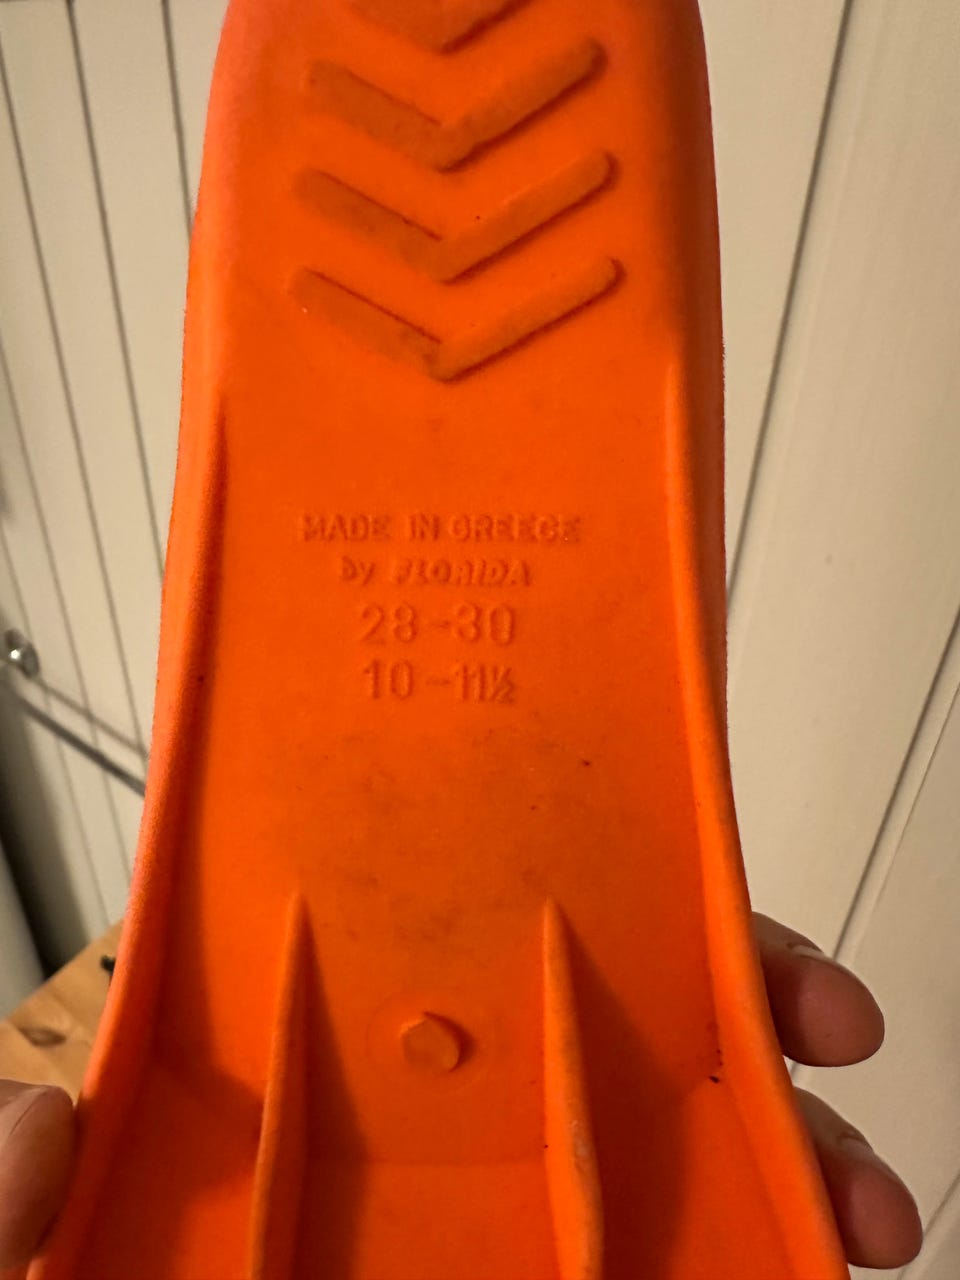 MADE IN GREECE
by FLORIDA
28-30
10-11½